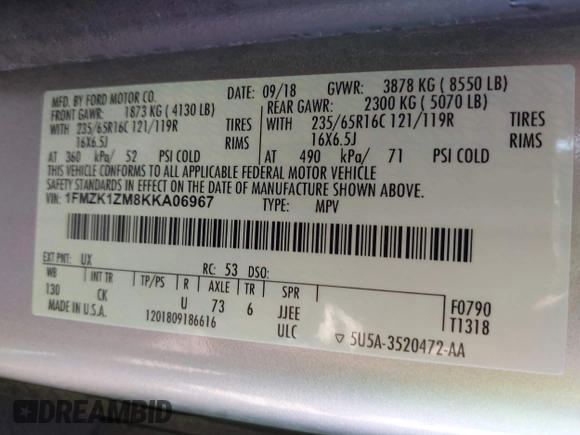 MFD. BY FORD MOTOR CO.
DATE: 09/18 GVWR: 3878 KG ( 8550 LB)
FRONT GAWR: 1873 KG ( 4130 LB) REAR GAWR: 2300 KG ( 5070 LB)
WITH 235/65R16C 121/119R TIRES WITH 235/65R16C 121/119R TIRES
16X6.5J RIMS 16X6.5J RIMS
AT 360 kPa/ 52 PSI COLD AT 490 kPa/ 71 PSI COLD
THIS VEHICLE CONFORMS TO ALL APPLICABLE FEDERAL MOTOR VEHICLE
SAFETY STANDARDS IN EFFECT ON THE DATE OF MANUFACTURE SHOWN ABOVE.
VIN: 1FMZK1ZM8KKA06967 TYPE: MPV
EXT PNT: UX RC: 53 DSO:
WB INT TR TP/PS R AXLE TR SPR
130 CK U 73 6 JJEE F0790
MADE IN U.S.A. 1201809186616 ULC T1318
▽ 5U5A-3520472-AA
DREAMBID